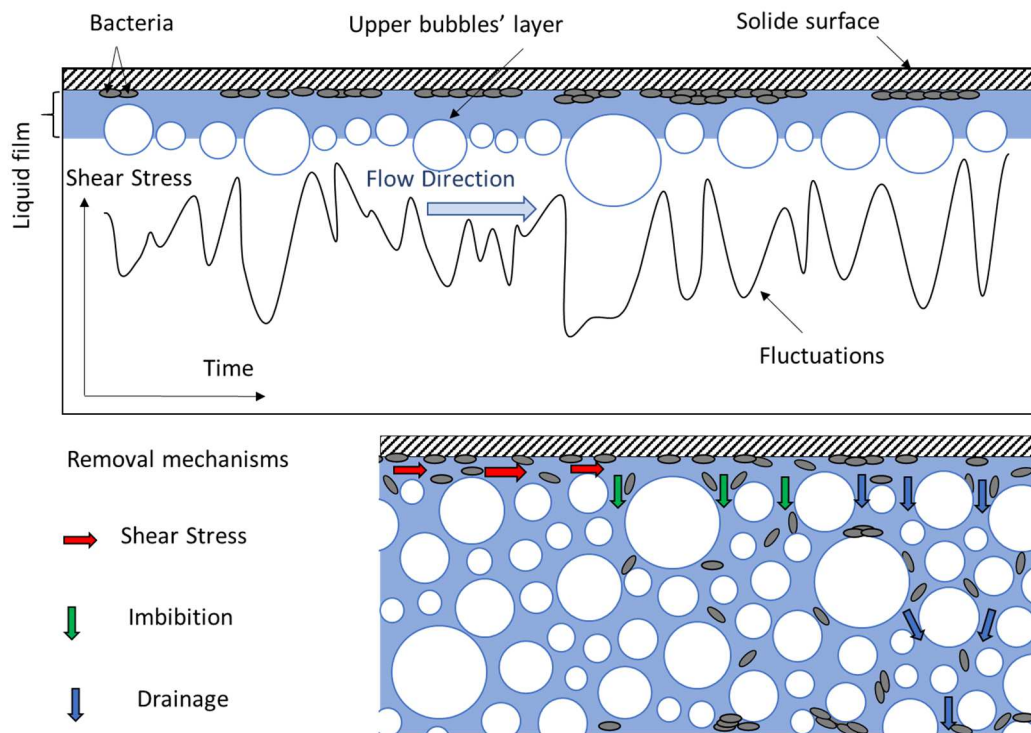 Bacteria
Upper bubbles' layer
Solide surface
Liquid film
Shear Stress
Flow Direction
Time
Fluctuations
Removal mechanisms
Shear Stress
Imbibition
Drainage